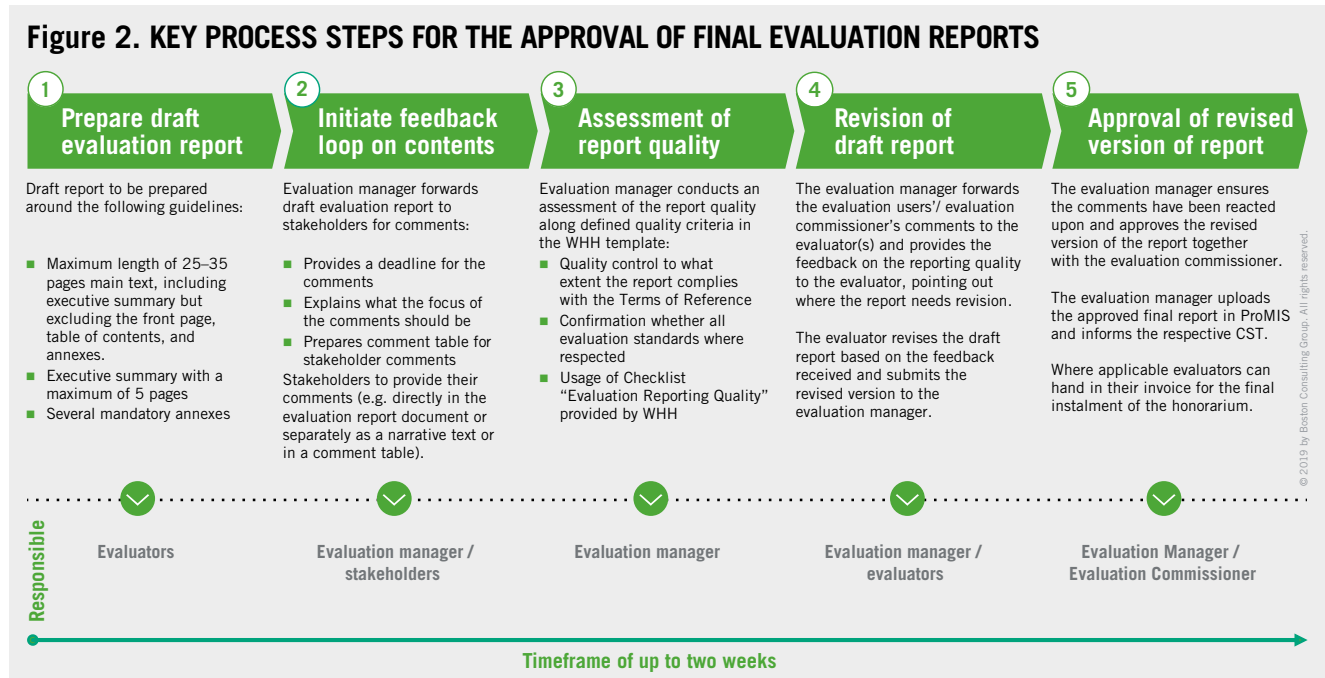 Figure 2. KEY PROCESS STEPS FOR THE APPROVAL OF FINAL EVALUATION REPORTS
1
Prepare draft
evaluation report
Draft report to be prepared
around the following guidelines:
■ Maximum length of 25–35
pages main text, including
executive summary but
excluding the front page,
table of contents, and
annexes.
■ Executive summary with a
maximum of 5 pages
■ Several mandatory annexes
2
Initiate feedback
loop on contents
Evaluation manager forwards
draft evaluation report to
stakeholders for comments:
■ Provides a deadline for the
comments
■ Explains what the focus of
the comments should be
■ Prepares comment table for
stakeholder comments
Stakeholders to provide their
comments (e.g. directly in the
evaluation report document or
separately as a narrative text or
in a comment table).
3
Assessment of
report quality
Evaluation manager conducts an
assessment of the report quality
along defined quality criteria in
the WHH template:
■ Quality control to what
extent the report complies
with the Terms of Reference
■ Confirmation whether all
evaluation standards where
respected
■ Usage of Checklist
“Evaluation Reporting Quality”
provided by WHH
4
Revision of
draft report
The evaluation manager forwards
the evaluation users’/ evaluation
commissioner’s comments to the
evaluator(s) and provides the
feedback on the reporting quality
to the evaluator, pointing out
where the report needs revision.
The evaluator revises the draft
report based on the feedback
received and submits the
revised version to the
evaluation manager.
5
Approval of revised
version of report
The evaluation manager ensures
the comments have been reacted
upon and approves the revised
version of the report together
with the evaluation commissioner.
The evaluation manager uploads
the approved final report in ProMIS
and informs the respective CST.
Where applicable evaluators can
hand in their invoice for the final
instalment of the honorarium.
© 2019 by Boston Consulting Group. All rights reserved.
Responsible
Evaluators
Evaluation manager /
stakeholders
Evaluation manager
Evaluation manager /
evaluators
Evaluation Manager /
Evaluation Commissioner
Timeframe of up to two weeks